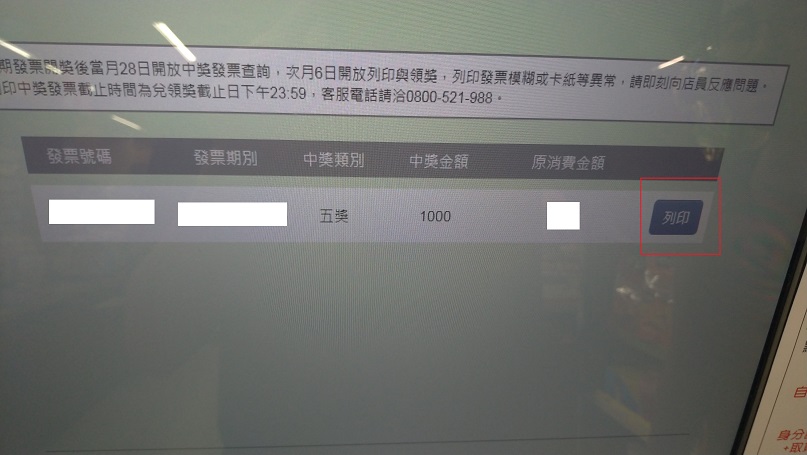 期發票開獎後當月28日開放中獎發票查詢，次月6日開放列印與領獎，列印發票模糊或卡紙等異常，請即刻向店員反應問題。
印中獎發票截止時間為兌領獎截止日下午23:59，客服電話請洽0800-521-988。
發票號碼 發票期別 中獎類別 中獎金額 原消費金額
五獎 1000 列印
自
身分